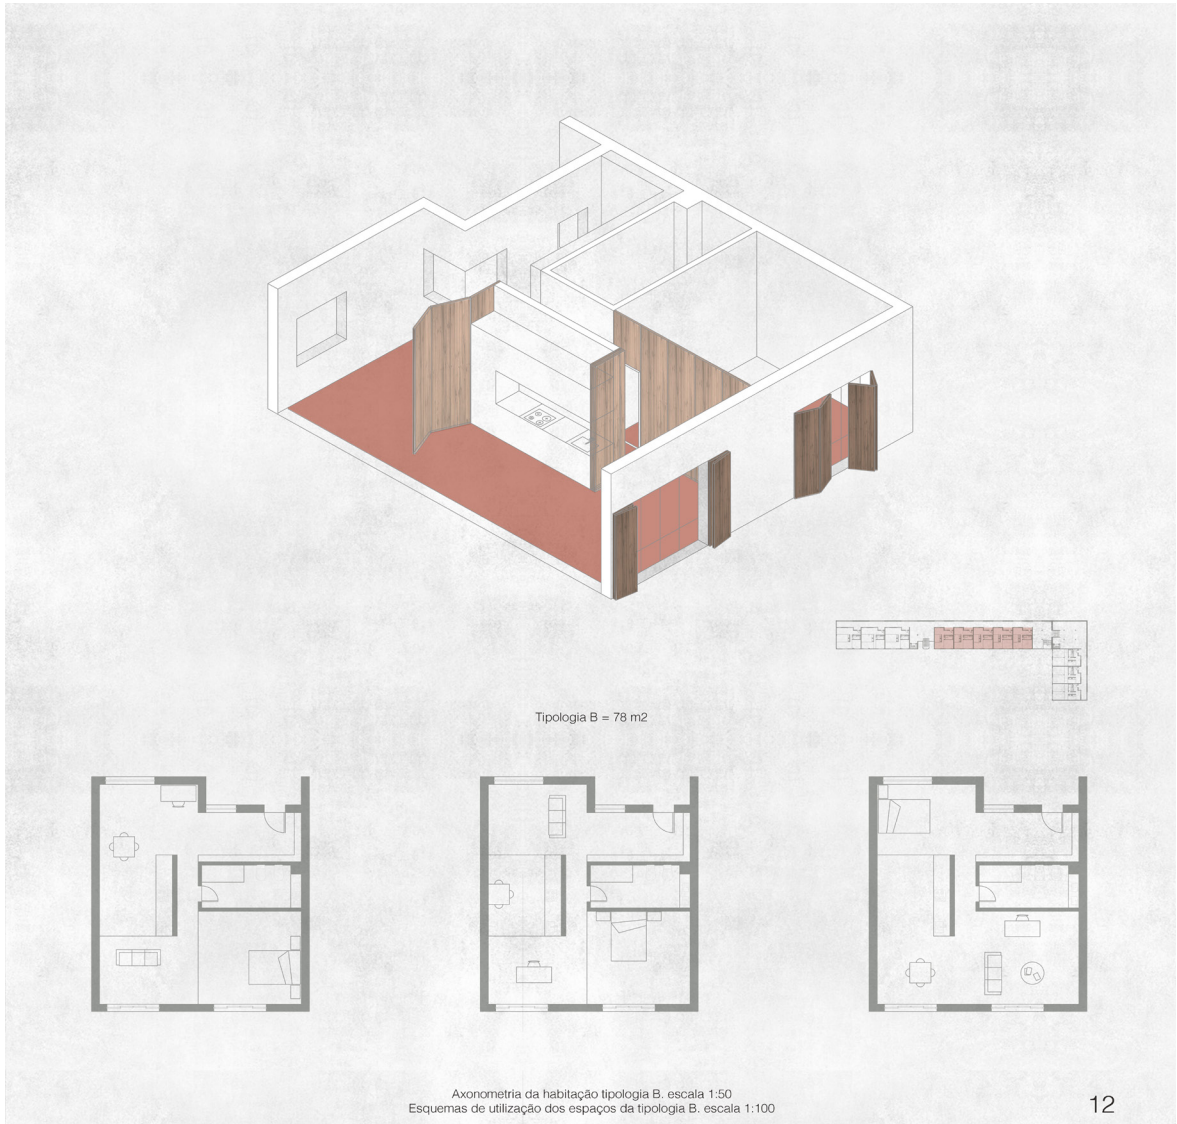 Tipologia B = 78 m2
Axonometria da habitação tipologia B. escala 1:50
Esquemas de utilização dos espaços da tipologia B. escala 1:100
12